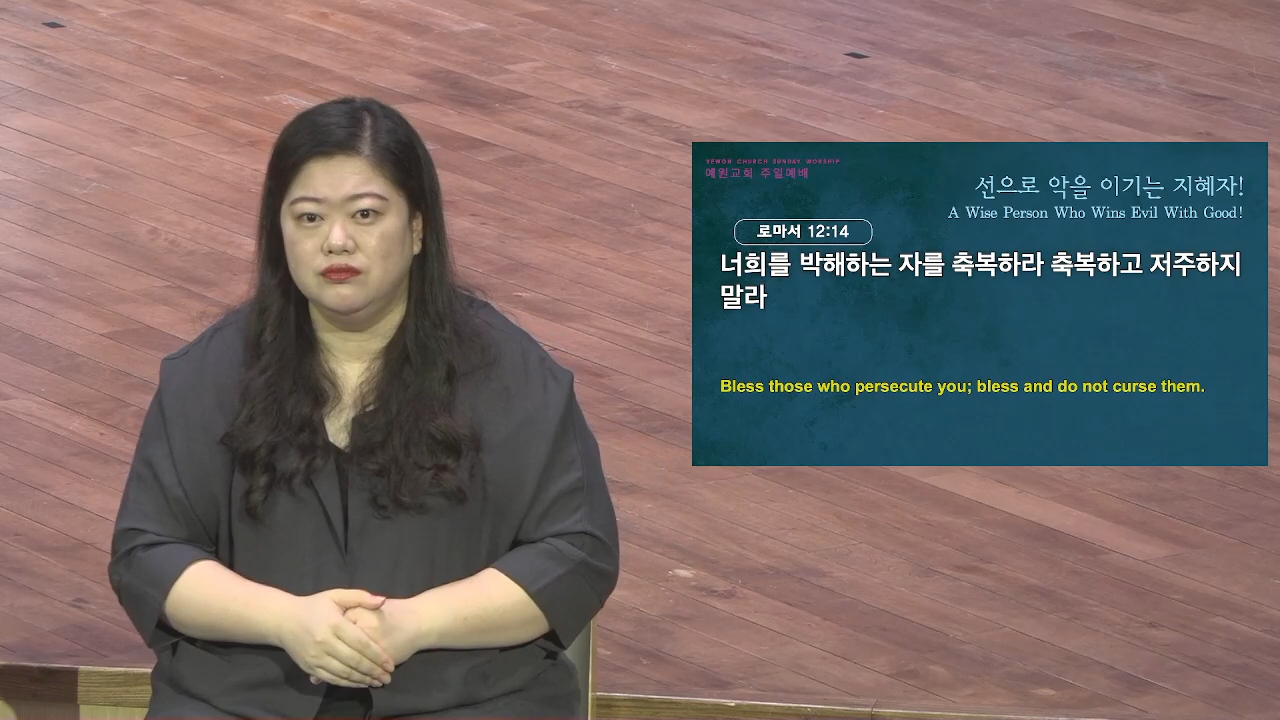 YEWON CHURCH SUNDAY WORSHIP
예원교회 주일예배
선으로 악을 이기는 지혜자!
A Wise Person Who Wins Evil With Good!
로마서 12:14
너희를 박해하는 자를 축복하라 축복하고 저주하지
말라
Bless those who persecute you; bless and do not curse them.